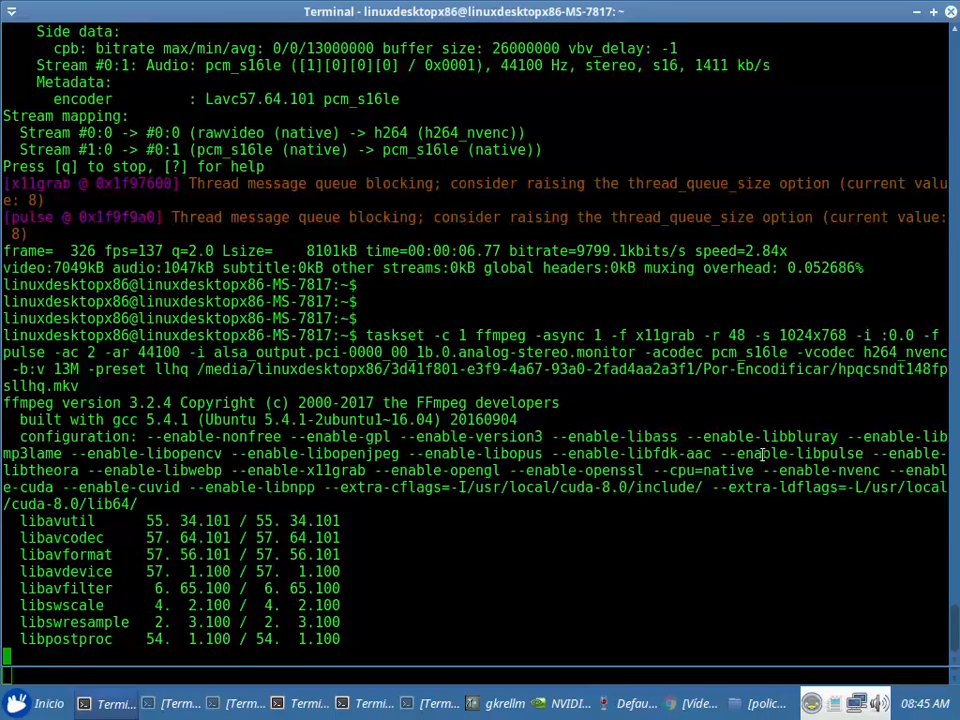 Terminal - linuxdesktopx86@linuxdesktopx86-MS-7817: ~
Side data:
cpb: bitrate max/min/avg: 0/0/13000000 buffer size: 26000000 vbv_delay: -1
Stream #0:1: Audio: pcm_s16le ([1][0][0][0] / 0x0001), 44100 Hz, stereo, s16, 1411 kb/s
Metadata:
encoder         : Lavc57.64.101 pcm_s16le
Stream mapping:
Stream #0:0 -> #0:0 (rawvideo (native) -> h264 (h264_nvenc))
Stream #1:0 -> #0:1 (pcm_s16le (native) -> pcm_s16le (native))
Press [q] to stop, [?] for help
[x11grab @ 0x1f97600] Thread message queue blocking; consider raising the thread_queue_size option (current valu
e: 8)
[pulse @ 0x1f9f9a0] Thread message queue blocking; consider raising the thread_queue_size option (current value:
8)
frame=  326 fps=137 q=2.0 Lsize=    8101kB time=00:00:06.77 bitrate=9799.1kbits/s speed=2.84x
video:7049kB audio:1047kB subtitle:0kB other streams:0kB global headers:0kB muxing overhead: 0.052686%
linuxdesktopx86@linuxdesktopx86-MS-7817:~$
linuxdesktopx86@linuxdesktopx86-MS-7817:~$
linuxdesktopx86@linuxdesktopx86-MS-7817:~$
linuxdesktopx86@linuxdesktopx86-MS-7817:~$ taskset -c 1 ffmpeg -async 1 -f x11grab -r 48 -s 1024x768 -i :0.0 -f
pulse -ac 2 -ar 44100 -i alsa_output.pci-0000_00_1b.0.analog-stereo.monitor -acodec pcm_s16le -vcodec h264_nvenc
-b:v 13M -preset llhq /media/linuxdesktopx86/3d41f801-e3f9-4a67-93a0-2fad4aa2a3f1/Por-Encodificar/hpqcsndt148fp
sllhq.mkv
ffmpeg version 3.2.4 Copyright (c) 2000-2017 the FFmpeg developers
built with gcc 5.4.1 (Ubuntu 5.4.1-2ubuntu1~16.04) 20160904
configuration: --enable-nonfree --enable-gpl --enable-version3 --enable-libass --enable-libbluray --enable-lib
mp3lame --enable-libopencv --enable-libopenjpeg --enable-libopus --enable-libfdk-aac --enable-libpulse --enable-
libtheora --enable-libwebp --enable-x11grab --enable-opengl --enable-openssl --cpu=native --enable-nvenc --enabl
e-cuda --enable-cuvid --enable-libnpp --extra-cflags=-I/usr/local/cuda-8.0/include/ --extra-ldflags=-L/usr/local
/cuda-8.0/lib64/
libavutil      55. 34.101 / 55. 34.101
libavcodec     57. 64.101 / 57. 64.101
libavformat    57. 56.101 / 57. 56.101
libavdevice    57.  1.100 / 57.  1.100
libavfilter     6. 65.100 /  6. 65.100
libswscale      4.  2.100 /  4.  2.100
libswresample   2.  3.100 /  2.  3.100
libpostproc    54.  1.100 / 54.  1.100
Inicio Termi... [Term... [Term... Termi... Termi... [Term... gkrellm NVIDI... Defau... [Víde... [polic... 08:45 AM